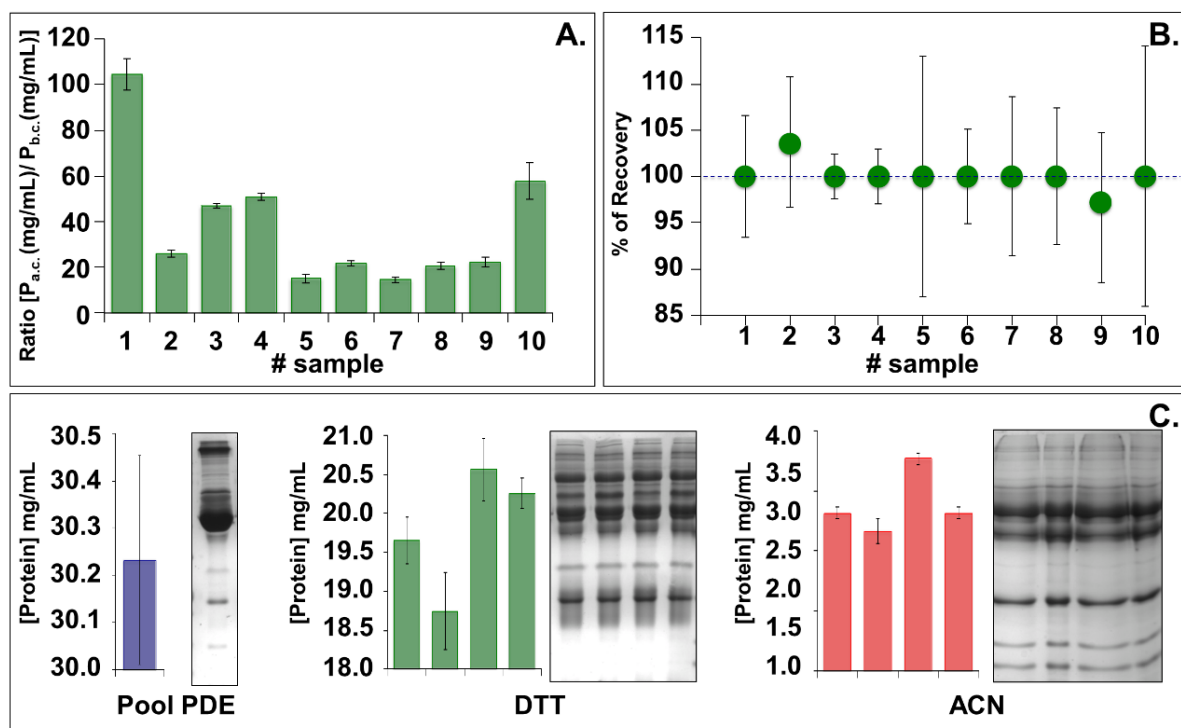 A.
Ratio [P a.c. (mg/mL)/ P b.c. (mg/mL)]
120
100
80
60
40
20
0
1 2 3 4 5 6 7 8 9 10
# sample
B.
% of Recovery
115
110
105
100
95
90
85
1 2 3 4 5 6 7 8 9 10
# sample
C.
[Protein] mg/mL
30.5
30.4
30.3
30.2
30.1
30.0
Pool PDE
[Protein] mg/mL
21.0
20.5
20.0
19.5
19.0
18.5
18.0
DTT
[Protein] mg/mL
4.0
3.5
3.0
2.5
2.0
1.5
1.0
ACN